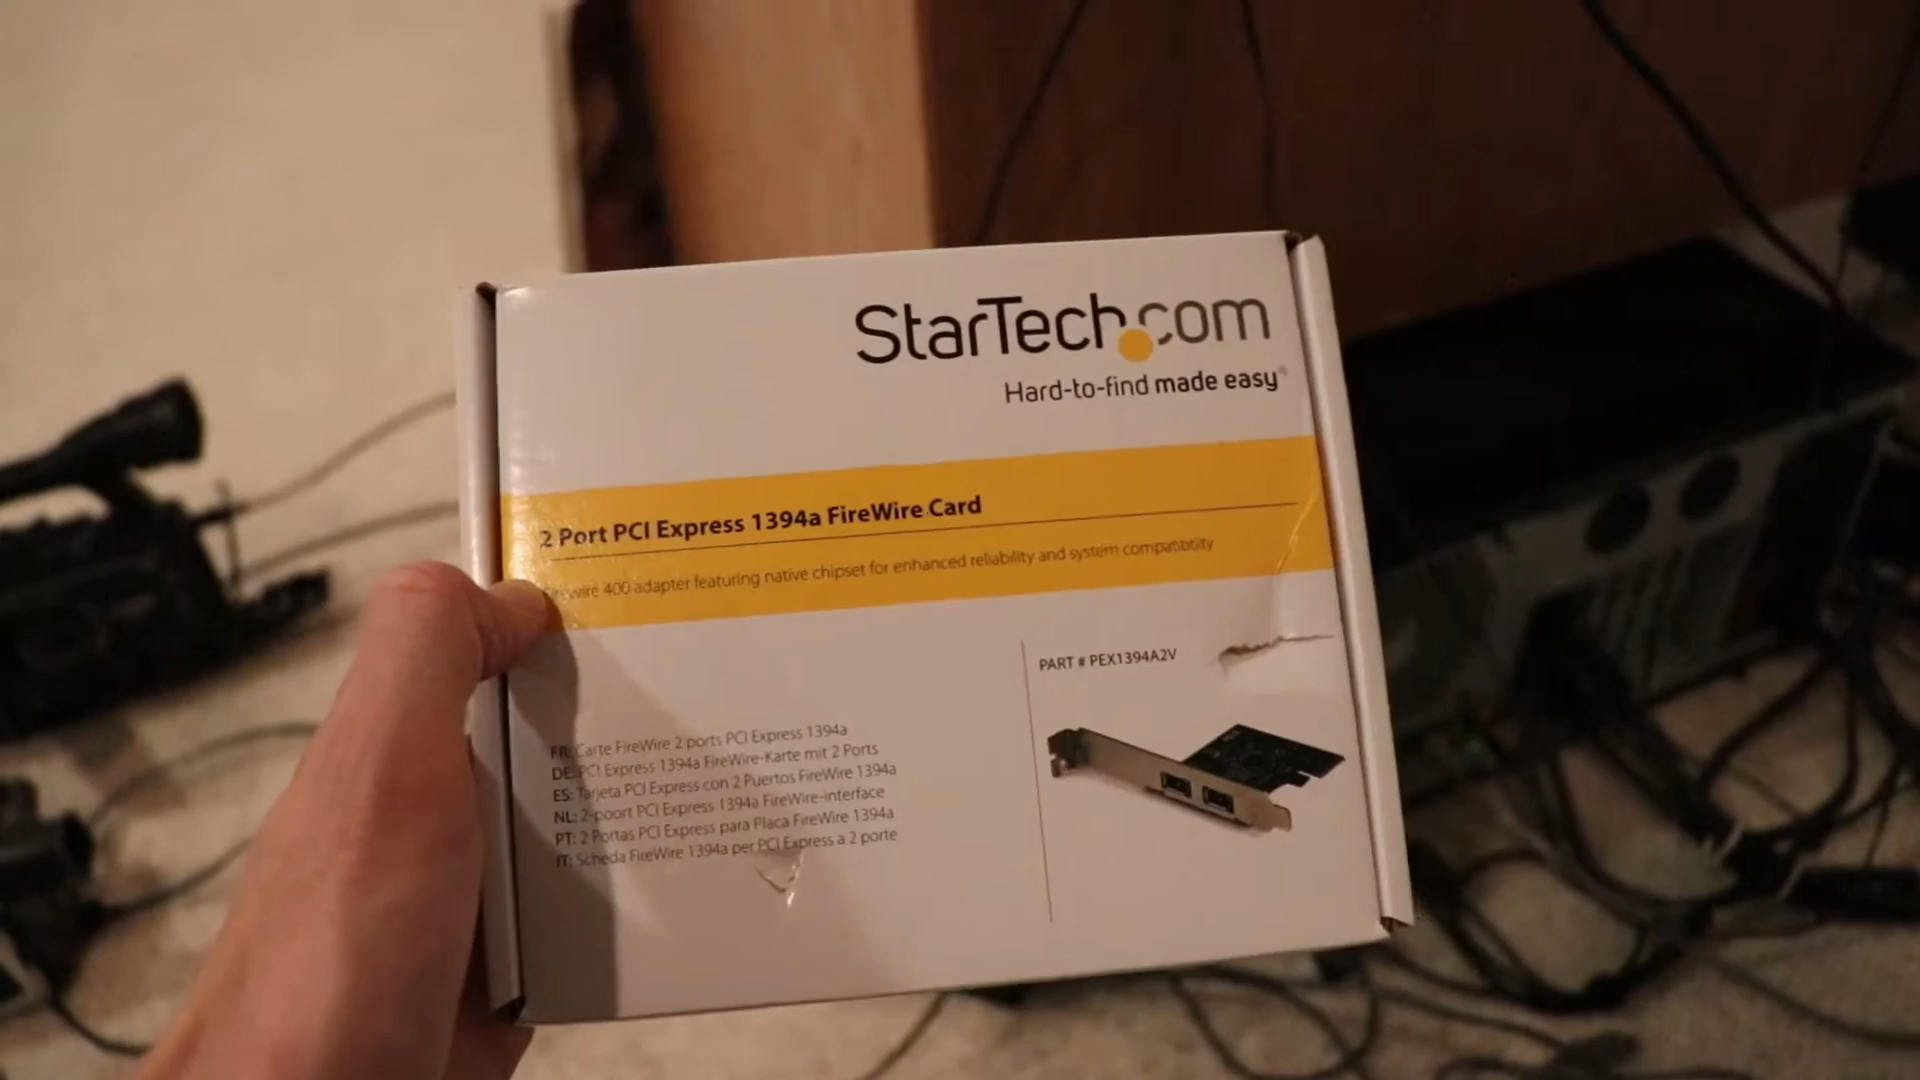 StarTech.com
Hard-to-find made easy®
2 Port PCI Express 1394a FireWire Card
Firewire 400 adapter featuring native chipset for enhanced reliability and system compatibility
PART # PEX1394A2V
FR: Carte FireWire 2 ports PCI Express 1394a
DE: PCI Express 1394a FireWire-Karte mit 2 Ports
ES: Tarjeta PCI Express con 2 Puertos FireWire 1394a
NL: 2-poort PCI Express 1394a FireWire-interface
PT: 2 Portas PCI Express para Placa FireWire 1394a
IT: Scheda FireWire 1394a per PCI Express a 2 porte